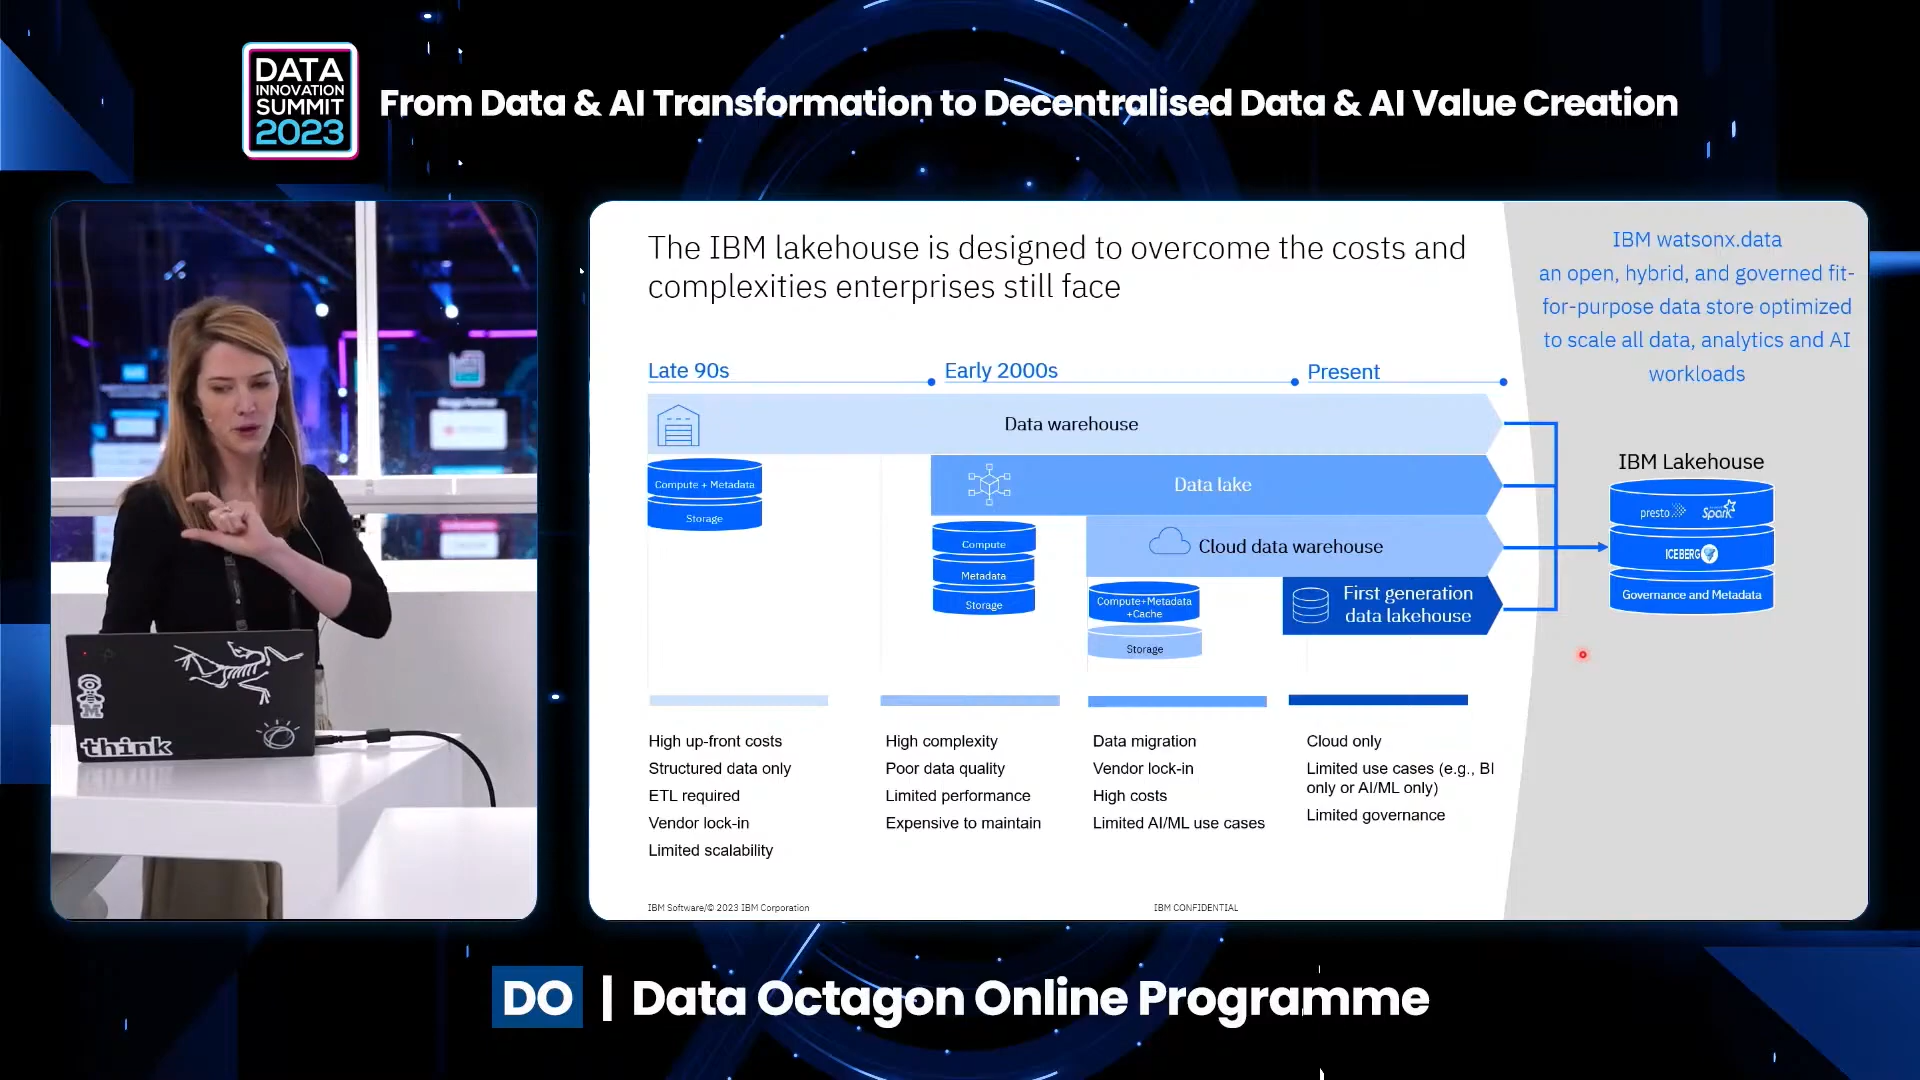 DATA
INNOVATION
SUMMIT
2023
From Data & AI Transformation to Decentralised Data & AI Value Creation
think
The IBM lakehouse is designed to overcome the costs and
complexities enterprises still face
Late 90s
Early 2000s
Present
Data warehouse
Compute + Metadata
Storage
Data lake
Compute
Metadata
Storage
Cloud data warehouse
Compute+Metadata
+Cache
Storage
First generation
data lakehouse
High up-front costs
Structured data only
ETL required
Vendor lock-in
Limited scalability
High complexity
Poor data quality
Limited performance
Expensive to maintain
Data migration
Vendor lock-in
High costs
Limited AI/ML use cases
Cloud only
Limited use cases (e.g., BI
only or AI/ML only)
Limited governance
IBM Software/© 2023 IBM Corporation
IBM CONFIDENTIAL
IBM watsonx.data
an open, hybrid, and governed fit-
for-purpose data store optimized
to scale all data, analytics and AI
workloads
IBM Lakehouse
presto
Spark
ICEBERG
Governance and Metadata
DO | Data Octagon Online Programme